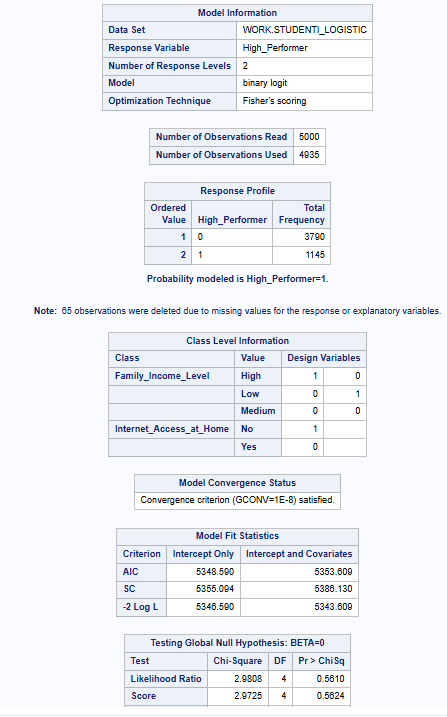 Model Information
Data Set WORK.STUDENTI_LOGISTIC
Response Variable High_Performer
Number of Response Levels 2
Model binary logit
Optimization Technique Fisher's scoring
Number of Observations Read 5000
Number of Observations Used 4935
Response Profile
Ordered Value High_Performer Total Frequency
1 0 3790
2 1 1145
Probability modeled is High_Performer=1.
Note: 65 observations were deleted due to missing values for the response or explanatory variables.
Class Level Information
Class Value Design Variables
Family_Income_Level High 1 0
Low 0 1
Medium 0 0
Internet_Access_at_Home No 1
Yes 0
Model Convergence Status
Convergence criterion (GCONV=1E-8) satisfied.
Model Fit Statistics
Criterion Intercept Only Intercept and Covariates
AIC 5348.590 5353.609
SC 5355.094 5386.130
-2 Log L 5346.590 5343.609
Testing Global Null Hypothesis: BETA=0
Test Chi-Square DF Pr > ChiSq
Likelihood Ratio 2.9808 4 0.5610
Score 2.9725 4 0.5624